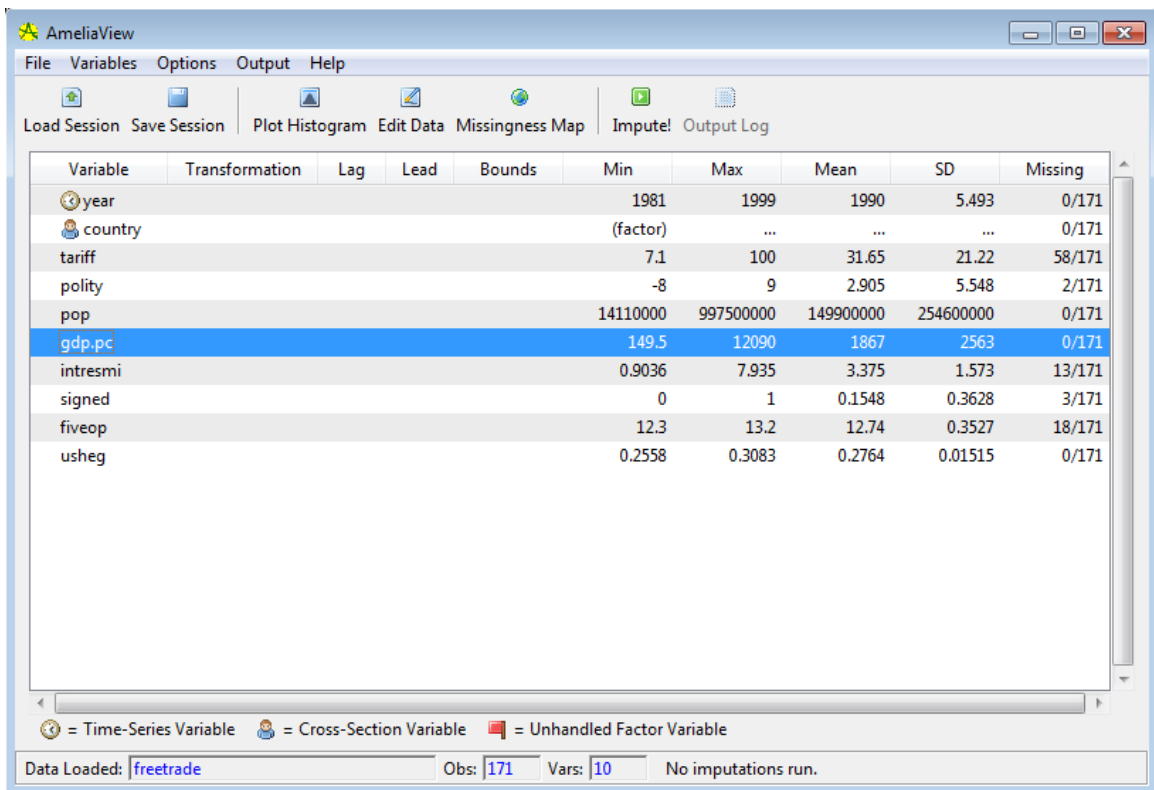 AmeliaView
File Variables Options Output Help
Load Session Save Session Plot Histogram Edit Data Missingness Map Impute! Output Log
Variable Transformation Lag Lead Bounds Min Max Mean SD Missing
year 1981 1999 1990 5.493 0/171
country (factor) ... ... ... 0/171
tariff 7.1 100 31.65 21.22 58/171
polity -8 9 2.905 5.548 2/171
pop 14110000 997500000 149900000 254600000 0/171
gdp.pc 149.5 12090 1867 2563 0/171
intresmi 0.9036 7.935 3.375 1.573 13/171
signed 0 1 0.1548 0.3628 3/171
fiveop 12.3 13.2 12.74 0.3527 18/171
usheg 0.2558 0.3083 0.2764 0.01515 0/171
= Time-Series Variable = Cross-Section Variable = Unhandled Factor Variable
Data Loaded: freetrade Obs: 171 Vars: 10 No imputations run.